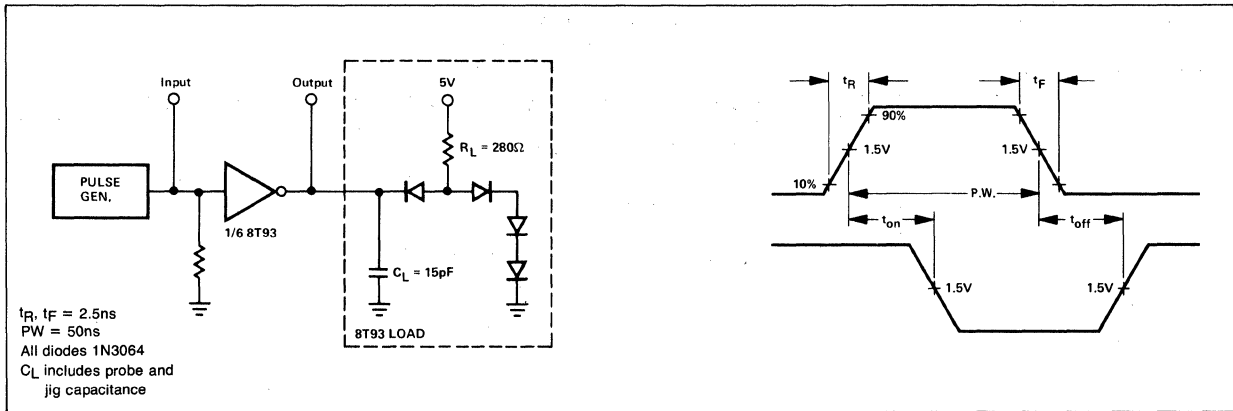 Input
Output
5V
R_L = 280Ω
PULSE
GEN.
1/6 8T93
C_L = 15pF
8T93 LOAD
t_R, t_F = 2.5ns
PW = 50ns
All diodes 1N3064
C_L includes probe and
jig capacitance
t_R
t_F
90%
1.5V
1.5V
10%
P.W.
t_on
t_off
1.5V
1.5V